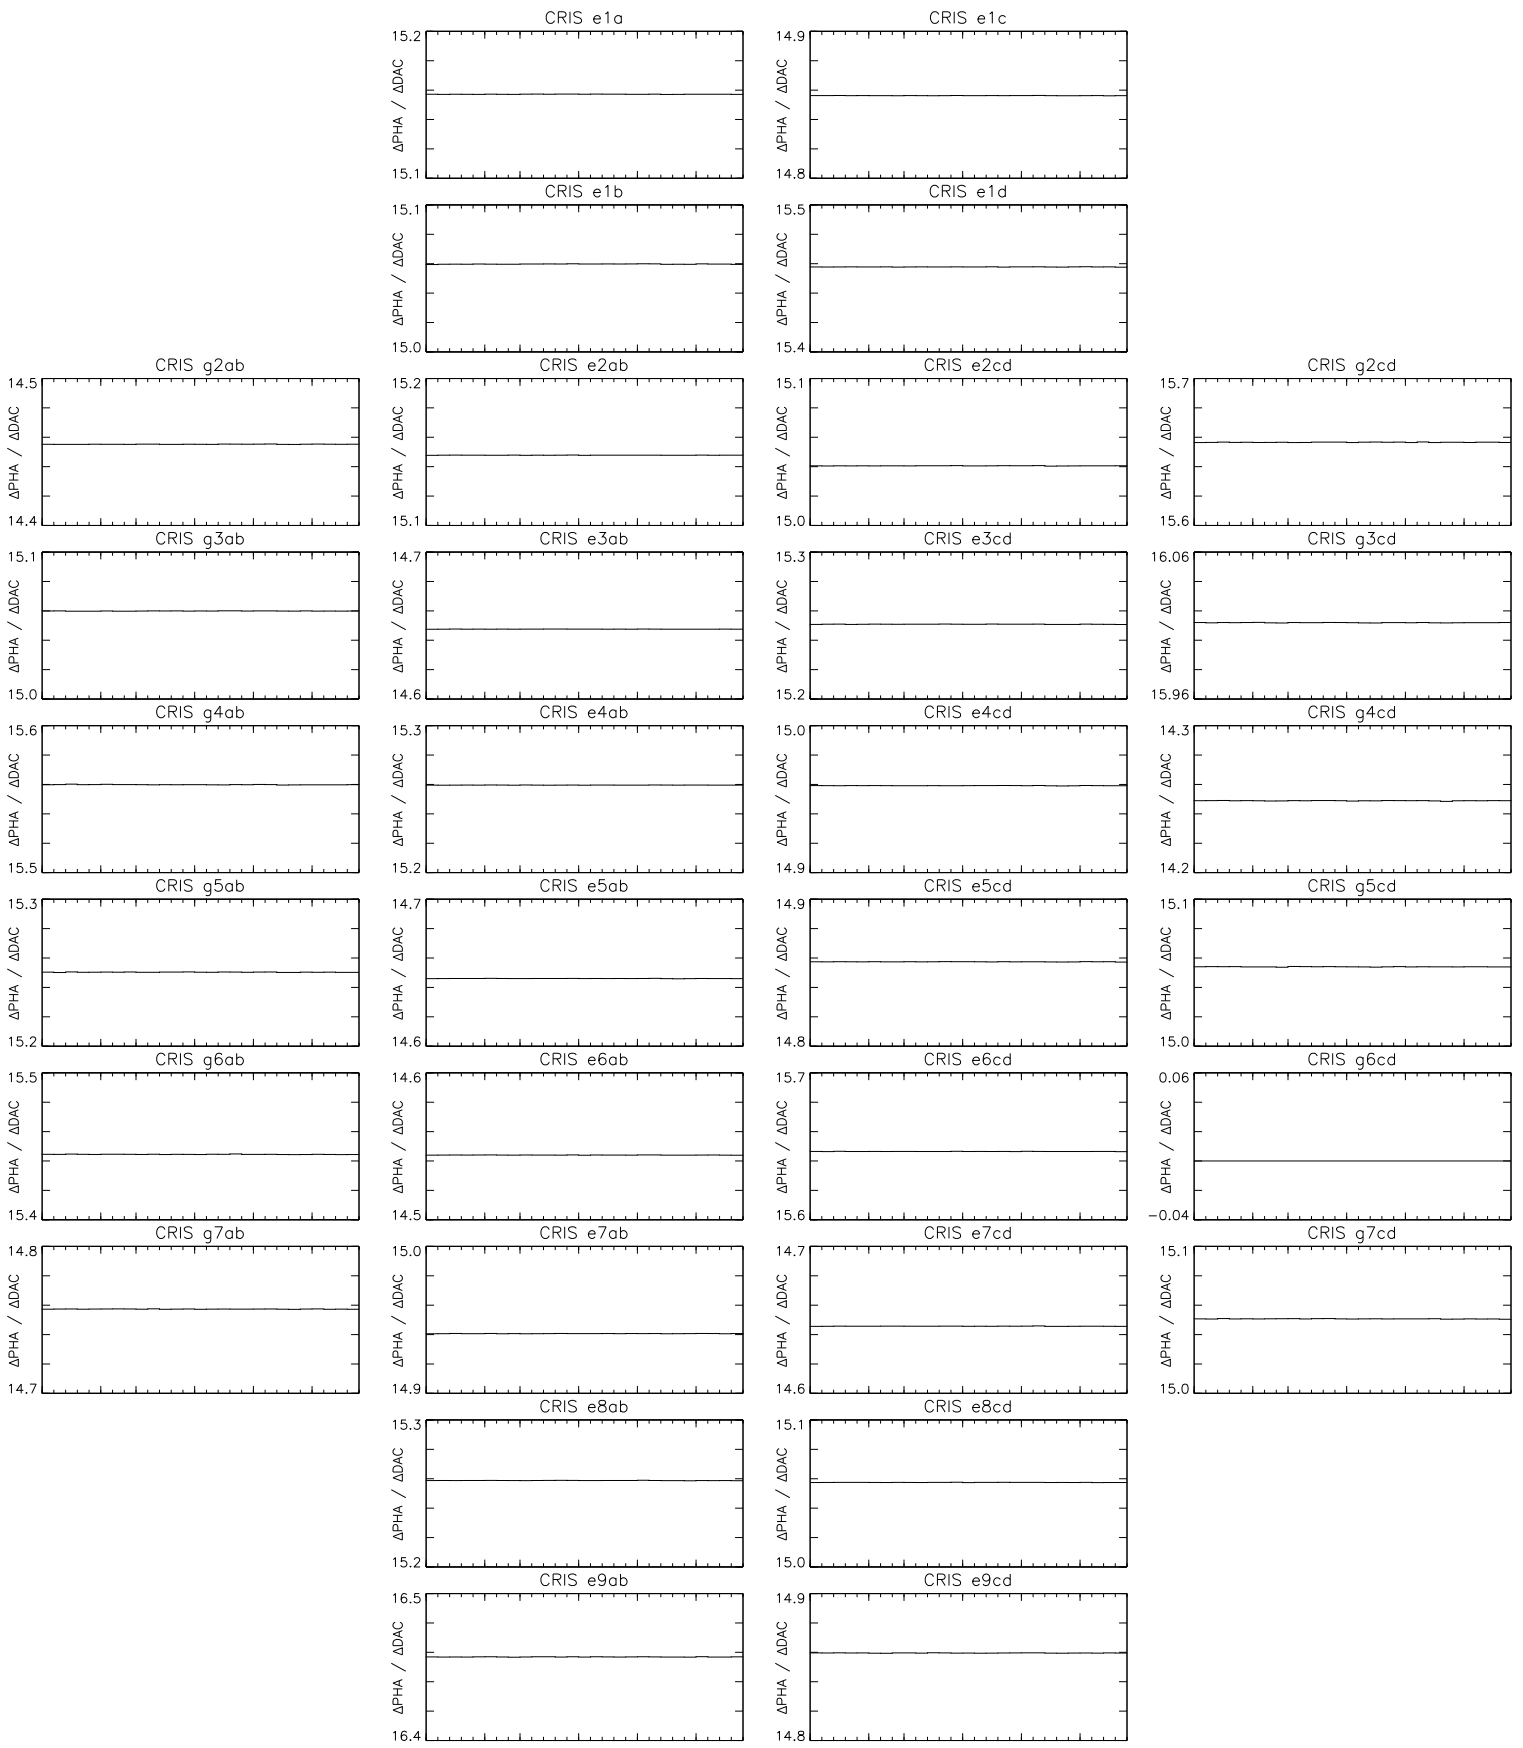 CRIS e1a
15.2
ΔPHA / ΔDAC
15.1
CRIS e1c
14.9
ΔPHA / ΔDAC
14.8
CRIS e1b
15.1
ΔPHA / ΔDAC
15.0
CRIS e1d
15.5
ΔPHA / ΔDAC
15.4
CRIS g2ab
14.5
ΔPHA / ΔDAC
14.4
CRIS e2ab
15.2
ΔPHA / ΔDAC
15.1
CRIS e2cd
15.1
ΔPHA / ΔDAC
15.0
CRIS g2cd
15.7
ΔPHA / ΔDAC
15.6
CRIS g3ab
15.1
ΔPHA / ΔDAC
15.0
CRIS e3ab
14.7
ΔPHA / ΔDAC
14.6
CRIS e3cd
15.3
ΔPHA / ΔDAC
15.2
CRIS g3cd
16.06
ΔPHA / ΔDAC
15.96
CRIS g4ab
15.6
ΔPHA / ΔDAC
15.5
CRIS e4ab
15.3
ΔPHA / ΔDAC
15.2
CRIS e4cd
15.0
ΔPHA / ΔDAC
14.9
CRIS g4cd
14.3
ΔPHA / ΔDAC
14.2
CRIS g5ab
15.3
ΔPHA / ΔDAC
15.2
CRIS e5ab
14.7
ΔPHA / ΔDAC
14.6
CRIS e5cd
14.9
ΔPHA / ΔDAC
14.8
CRIS g5cd
15.1
ΔPHA / ΔDAC
15.0
CRIS g6ab
15.5
ΔPHA / ΔDAC
15.4
CRIS e6ab
14.6
ΔPHA / ΔDAC
14.5
CRIS e6cd
15.7
ΔPHA / ΔDAC
15.6
CRIS g6cd
0.06
ΔPHA / ΔDAC
−0.04
CRIS g7ab
14.8
ΔPHA / ΔDAC
14.7
CRIS e7ab
15.0
ΔPHA / ΔDAC
14.9
CRIS e7cd
14.7
ΔPHA / ΔDAC
14.6
CRIS g7cd
15.1
ΔPHA / ΔDAC
15.0
CRIS e8ab
15.3
ΔPHA / ΔDAC
15.2
CRIS e8cd
15.1
ΔPHA / ΔDAC
15.0
CRIS e9ab
16.5
ΔPHA / ΔDAC
16.4
CRIS e9cd
14.9
ΔPHA / ΔDAC
14.8